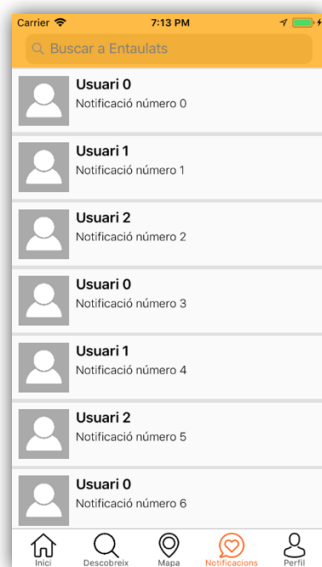 Carrier 7:13 PM
Buscar a Entaulats
Usuari 0
Notificació número 0
Usuari 1
Notificació número 1
Usuari 2
Notificació número 2
Usuari 0
Notificació número 3
Usuari 1
Notificació número 4
Usuari 2
Notificació número 5
Usuari 0
Notificació número 6
Inici Descobreix Mapa Notificacions Perfil